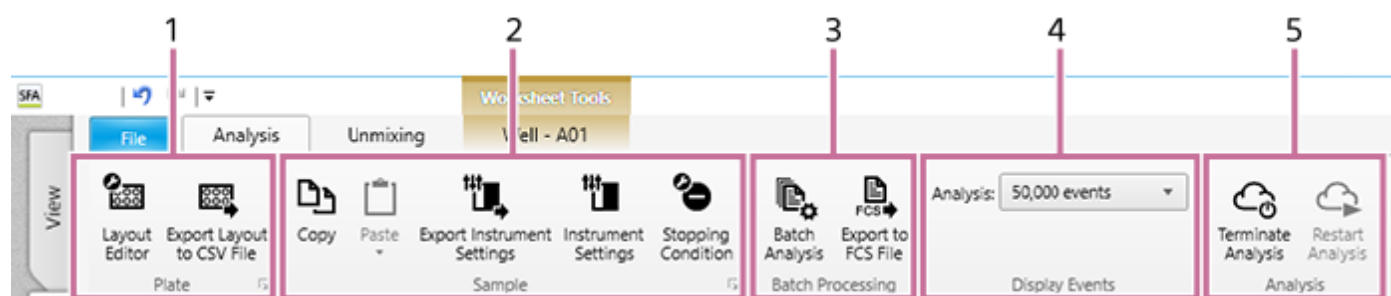 1 2 3 4 5
SFA
Worksheet Tools
File Analysis Unmixing Well - A01
View
Layout Editor
Export Layout to CSV File
Plate
Copy
Paste
Export Instrument Settings
Instrument Settings
Stopping Condition
Sample
Batch Analysis
FCS
Export to FCS File
Batch Processing
Analysis: 50,000 events
Display Events
Terminate Analysis
Restart Analysis
Analysis